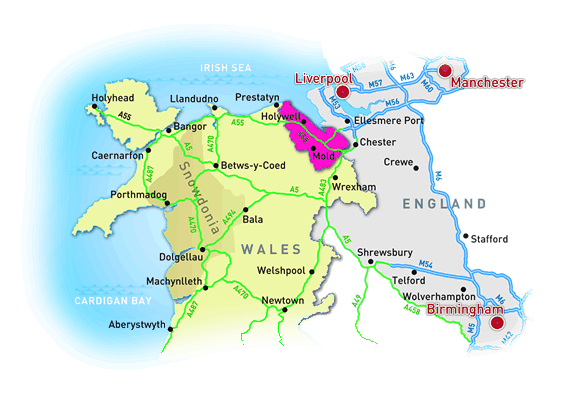 IRISH SEA
M58
M57
M63
Liverpool
Manchester
M40
Holyhead
Llandudno
Prestatyn
M53
M56
A55
Holywell
Ellesmere Port
Bangor
A55
A470
A55
Chester
Caernarfon
A5
Mold
Crewe
M6
Betws-y-Coed
A487
Snowdonia
A5
A483
Wrexham
Porthmadog
A494
Bala
ENGLAND
A470
WALES
A5
Stafford
Dolgellau
Shrewsbury
M54
Welshpool
Telford
Machynlleth
Wolverhampton
M6
CARDIGAN BAY
A487
A470
Newtown
A49
A458
Birmingham
Aberystwyth
M5
M42